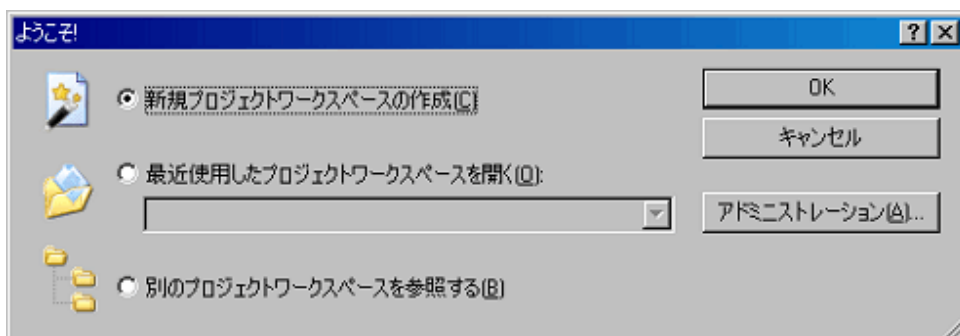 ようこそ!
新規プロジェクトワークスペースの作成(C)
OK
キャンセル
最近使用したプロジェクトワークスペースを開く(O):
アドミニストレーション(A)...
別のプロジェクトワークスペースを参照する(B)